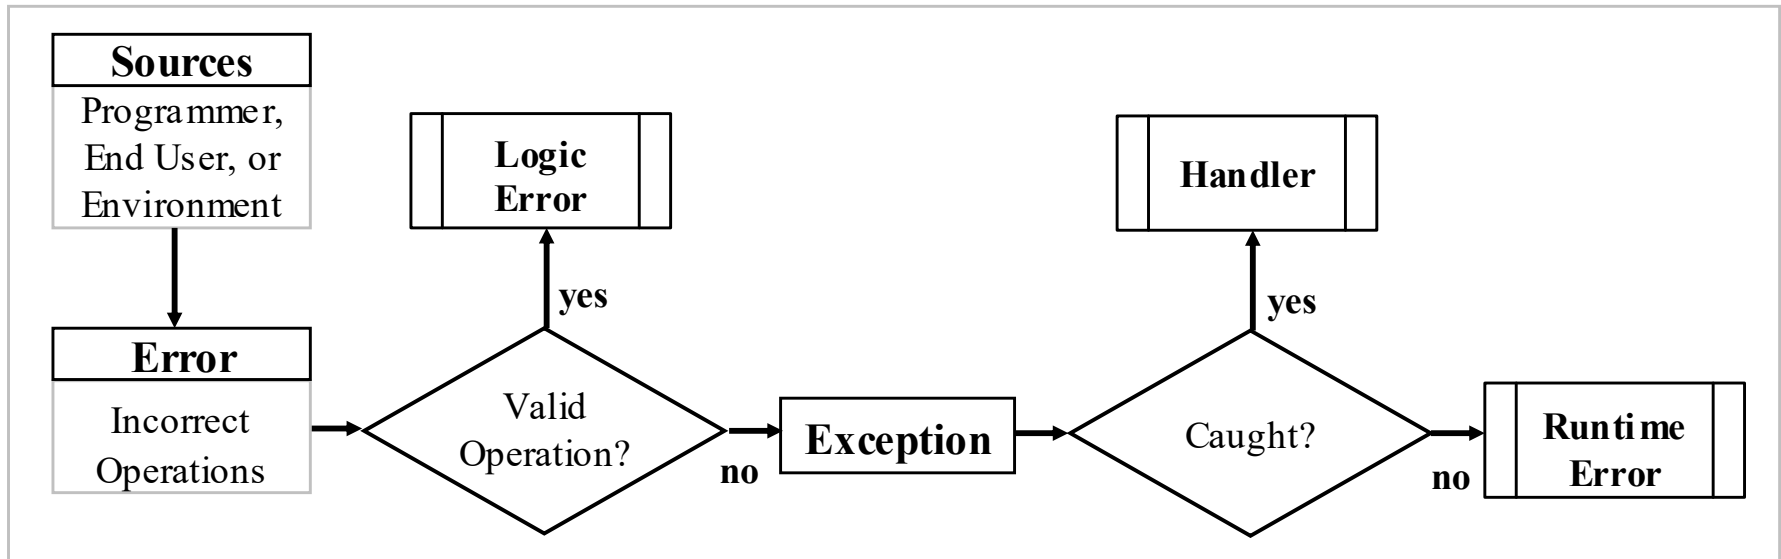 Sources
Programmer,
End User, or
Environment
Error
Incorrect
Operations
Logic
Error
yes
Valid
Operation?
no
Exception
Handler
yes
Caught?
no
Runtime
Error